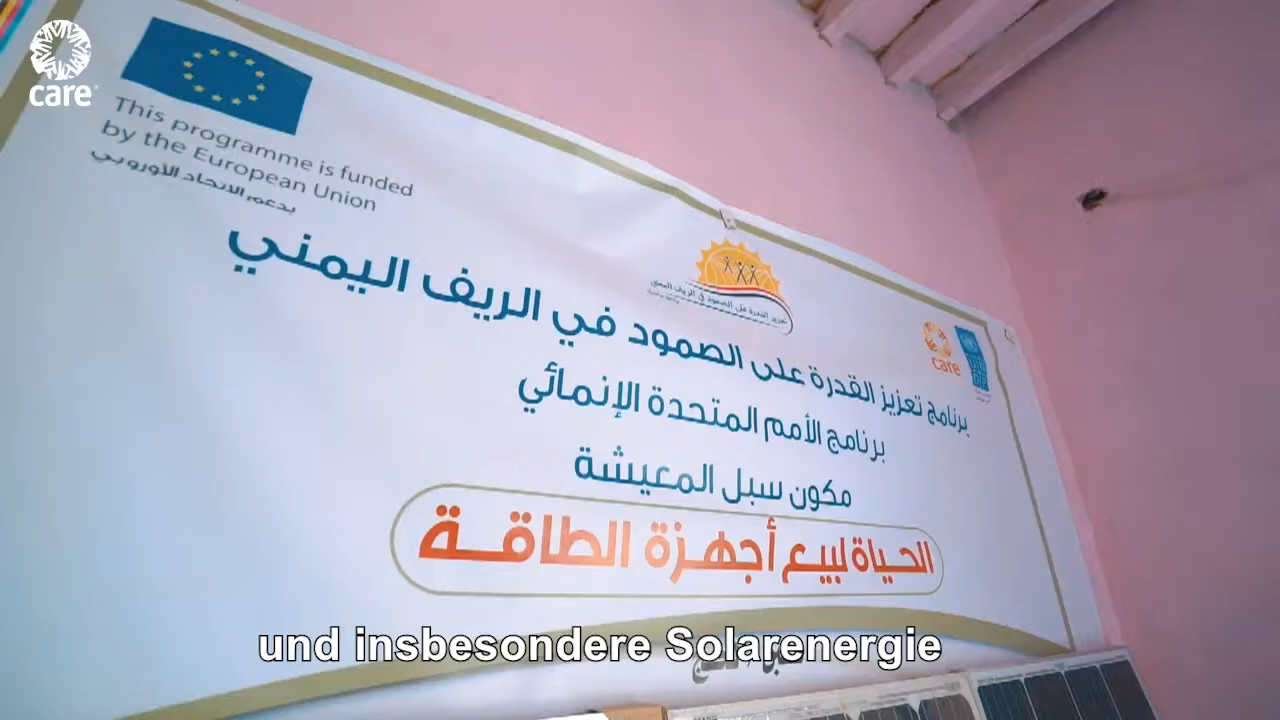 care
This programme is funded
by the European Union
بدعم الاتحاد الأوروبي
care
برنامج تعزيز القدرة على الصمود في الريف اليمني
برنامج الأمم المتحدة الإنمائي
مكون سبل المعيشة
الحياة لبيع أجهزة الطاقة
und insbesondere Solarenergie